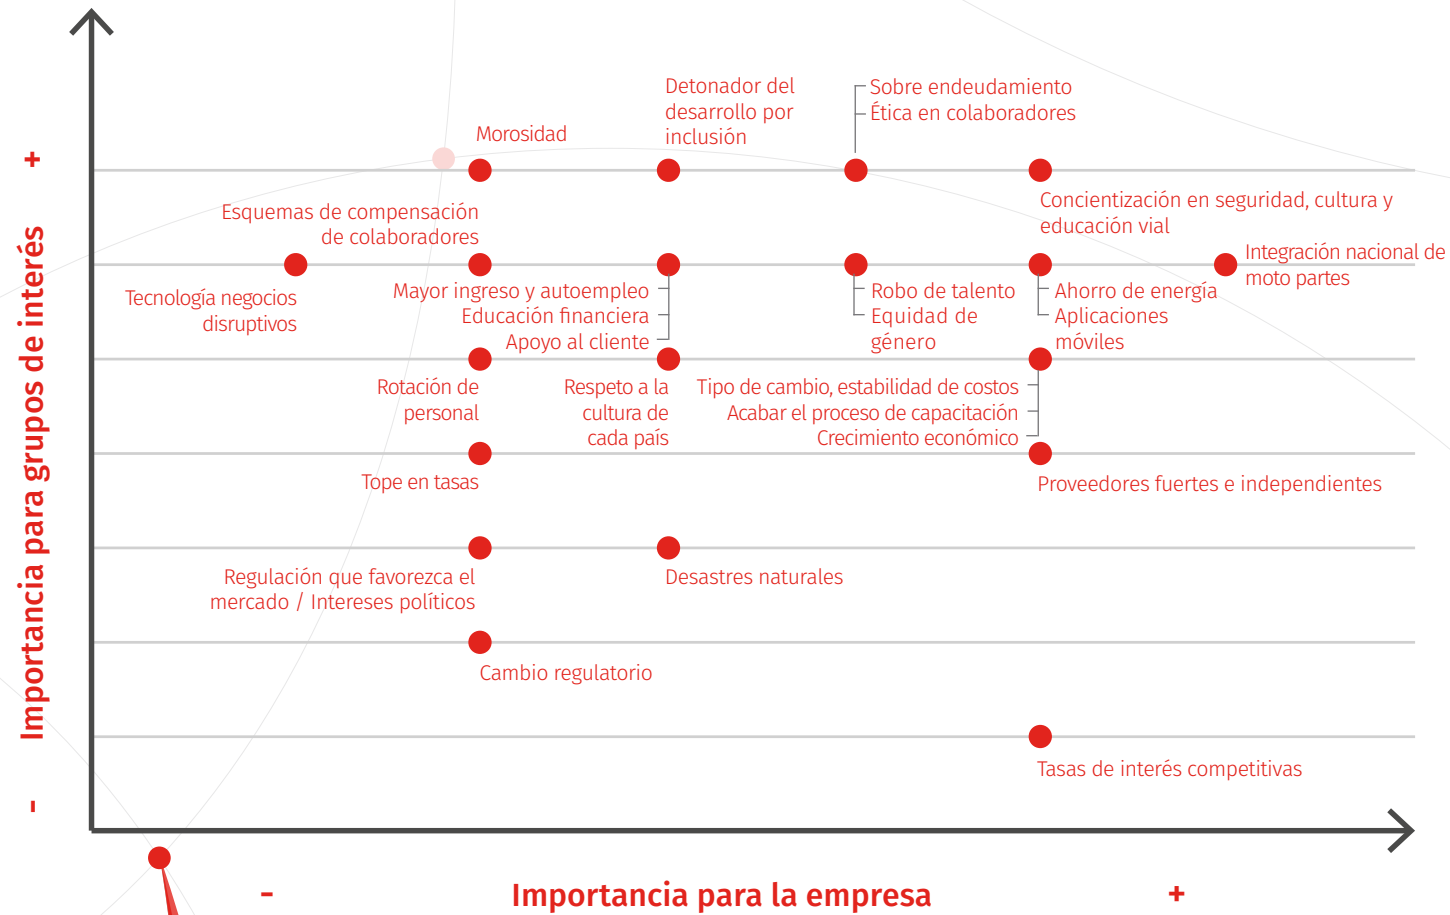 Detonador del
desarrollo por
inclusión
Sobre endeudamiento
Ética en colaboradores
Morosidad
Concientización en seguridad, cultura y
educación vial
Esquemas de compensación
de colaboradores
Integración nacional de
moto partes
Tecnología negocios
disruptivos
Mayor ingreso y autoempleo
Educación financiera
Apoyo al cliente
Robo de talento
Equidad de
género
Ahorro de energía
Aplicaciones
móviles
Rotación de
personal
Respeto a la
cultura de
cada país
Tipo de cambio, estabilidad de costos
Acabar el proceso de capacitación
Crecimiento económico
Tope en tasas
Proveedores fuertes e independientes
Regulación que favorezca el
mercado / Intereses políticos
Desastres naturales
Cambio regulatorio
Tasas de interés competitivas
- Importancia para grupos de interés +
- Importancia para la empresa +